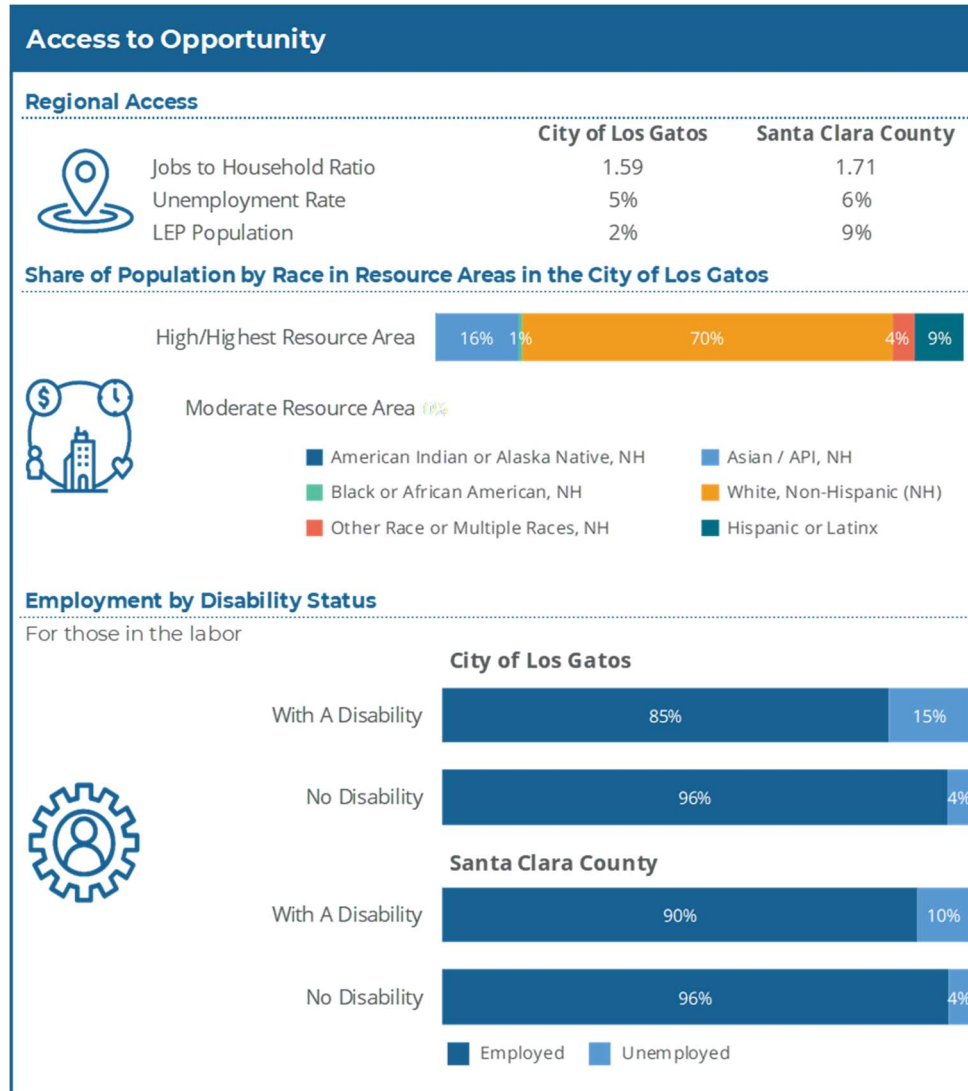 Access to Opportunity
Regional Access
City of Los Gatos Santa Clara County
Jobs to Household Ratio 1.59 1.71
Unemployment Rate 5% 6%
LEP Population 2% 9%
Share of Population by Race in Resource Areas in the City of Los Gatos
High/Highest Resource Area 16% 1% 70% 4% 9%
$
Moderate Resource Area
American Indian or Alaska Native, NH Asian / API, NH
Black or African American, NH White, Non-Hispanic (NH)
Other Race or Multiple Races, NH Hispanic or Latinx
Employment by Disability Status
For those in the labor
City of Los Gatos
With A Disability 85% 15%
No Disability 96% 4%
Santa Clara County
With A Disability 90% 10%
No Disability 96% 4%
Employed Unemployed